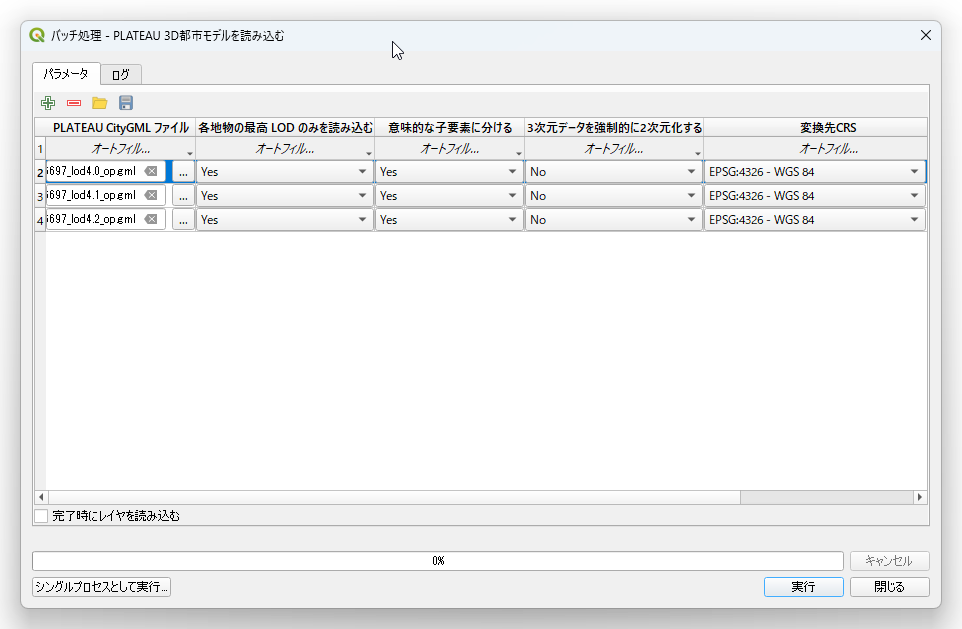 バッチ処理 - PLATEAU 3D都市モデルを読み込む
パラメータ ログ
PLATEAU CityGML ファイル 各地物の最高 LOD のみを読み込む 意味的な子要素に分ける 3次元データを強制的に2次元化する 変換先CRS
1 オートフィル... オートフィル... オートフィル... オートフィル... オートフィル...
2 697_lod4.0_op.gml ... Yes Yes No EPSG:4326 - WGS 84
3 697_lod4.1_op.gml ... Yes Yes No EPSG:4326 - WGS 84
4 697_lod4.2_op.gml ... Yes Yes No EPSG:4326 - WGS 84
完了時にレイヤを読み込む
0% キャンセル
シングルプロセスとして実行... 実行 閉じる